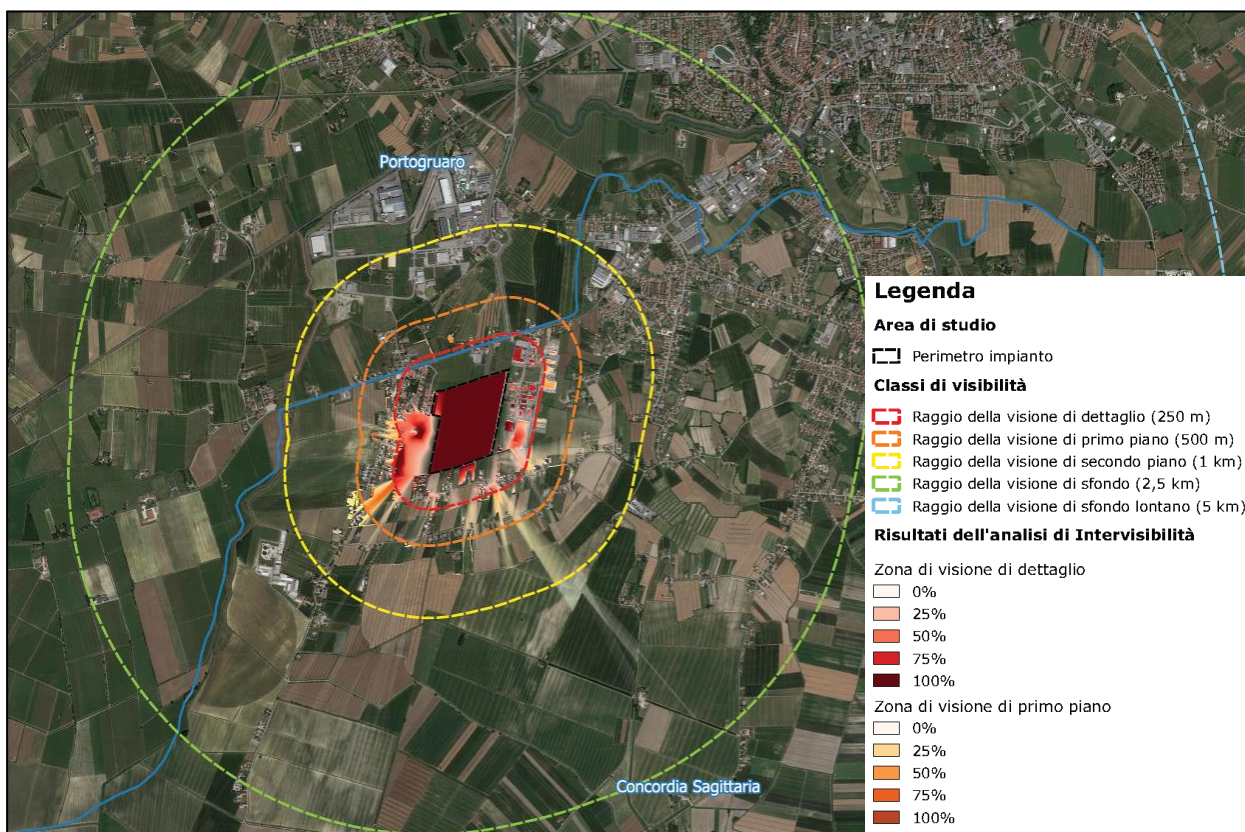 Portogruaro
Concordia Sagittaria
Legenda
Area di studio
Perimetro impianto
Classi di visibilità
Raggio della visione di dettaglio (250 m)
Raggio della visione di primo piano (500 m)
Raggio della visione di secondo piano (1 km)
Raggio della visione di sfondo (2,5 km)
Raggio della visione di sfondo lontano (5 km)
Risultati dell'analisi di Intervisibilità
Zona di visione di dettaglio
0%
25%
50%
75%
100%
Zona di visione di primo piano
0%
25%
50%
75%
100%